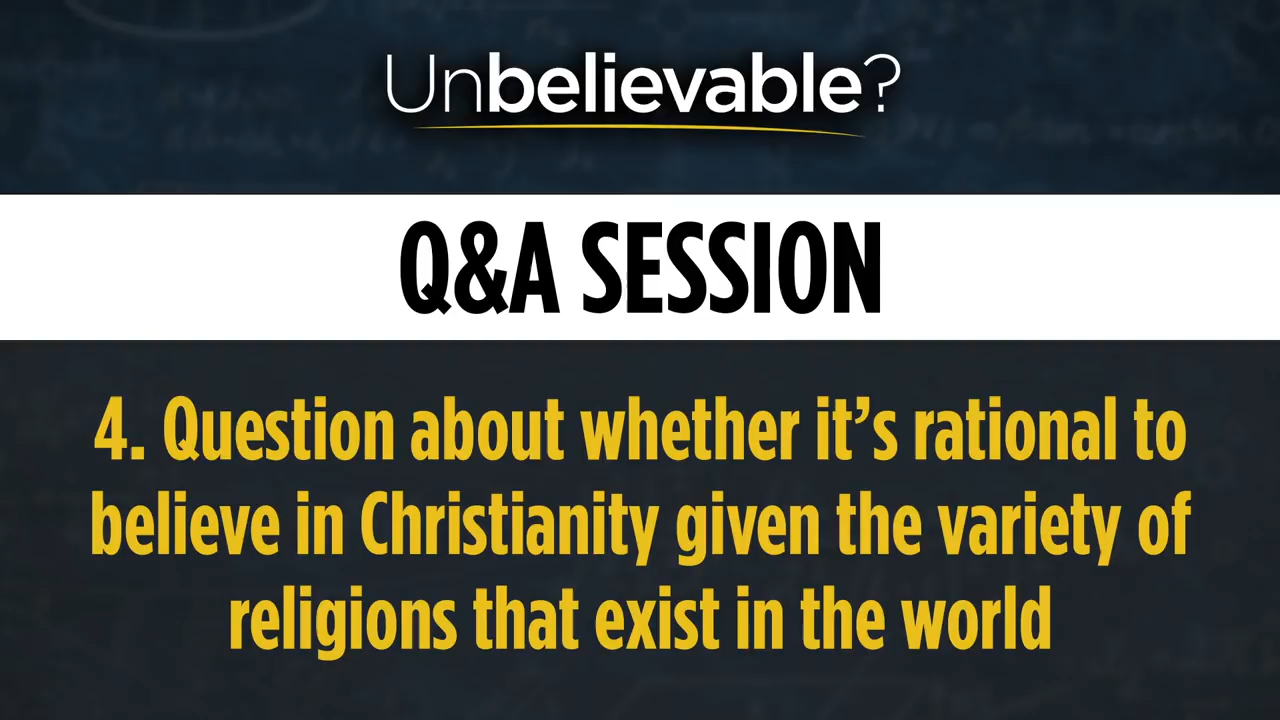 Unbelievable?
Q&A SESSION
4. Question about whether it’s rational to
believe in Christianity given the variety of
religions that exist in the world